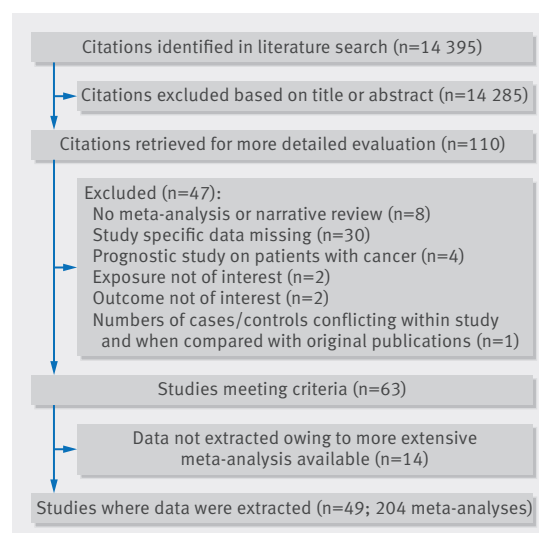 Citations identified in literature search (n=14 395)
Citations excluded based on title or abstract (n=14 285)
Citations retrieved for more detailed evaluation (n=110)
Excluded (n=47):
No meta-analysis or narrative review (n=8)
Study specific data missing (n=30)
Prognostic study on patients with cancer (n=4)
Exposure not of interest (n=2)
Outcome not of interest (n=2)
Numbers of cases/controls conflicting within study
and when compared with original publications (n=1)
Studies meeting criteria (n=63)
Data not extracted owing to more extensive
meta-analysis available (n=14)
Studies where data were extracted (n=49; 204 meta-analyses)